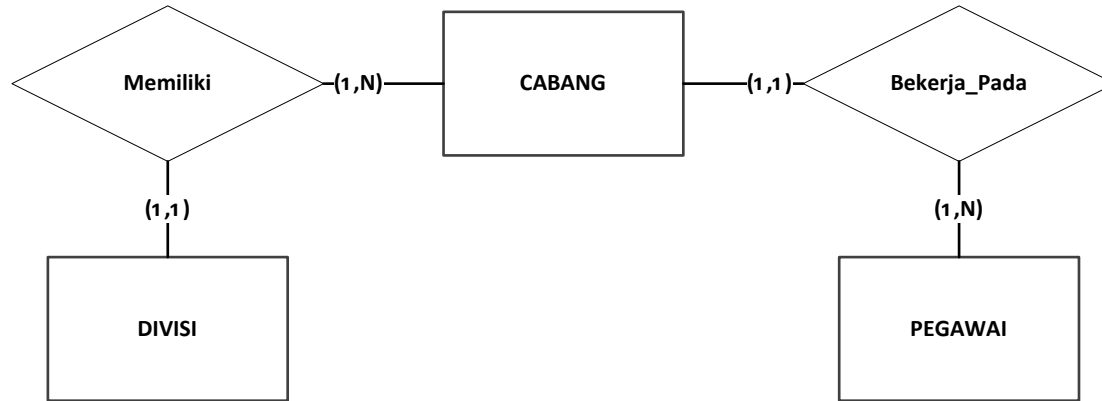 Memiliki
(1,N)
CABANG
(1,1)
Bekerja_Pada
(1,1)
(1,N)
DIVISI
PEGAWAI